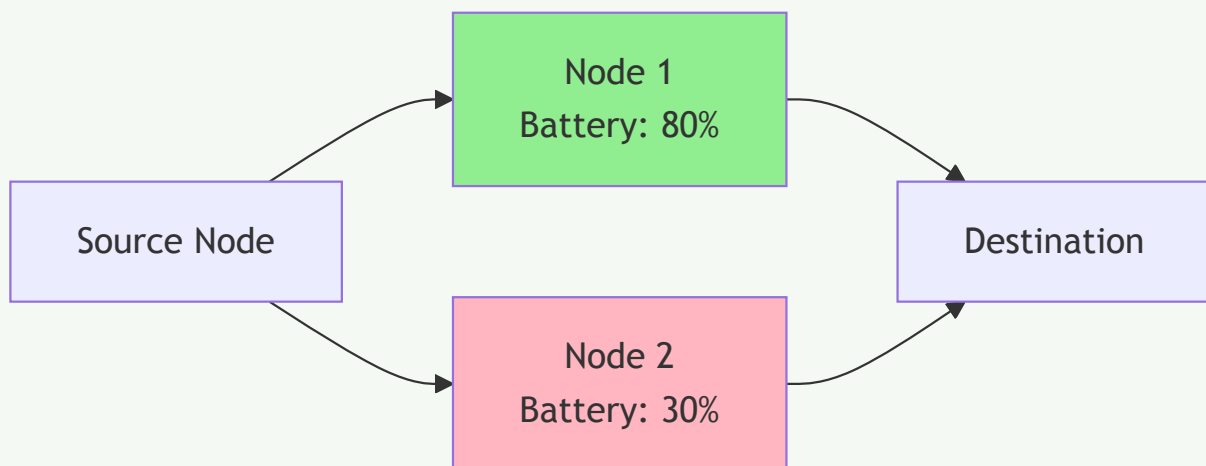 Node 1
Battery: 80%
Source Node
Destination
Node 2
Battery: 30%